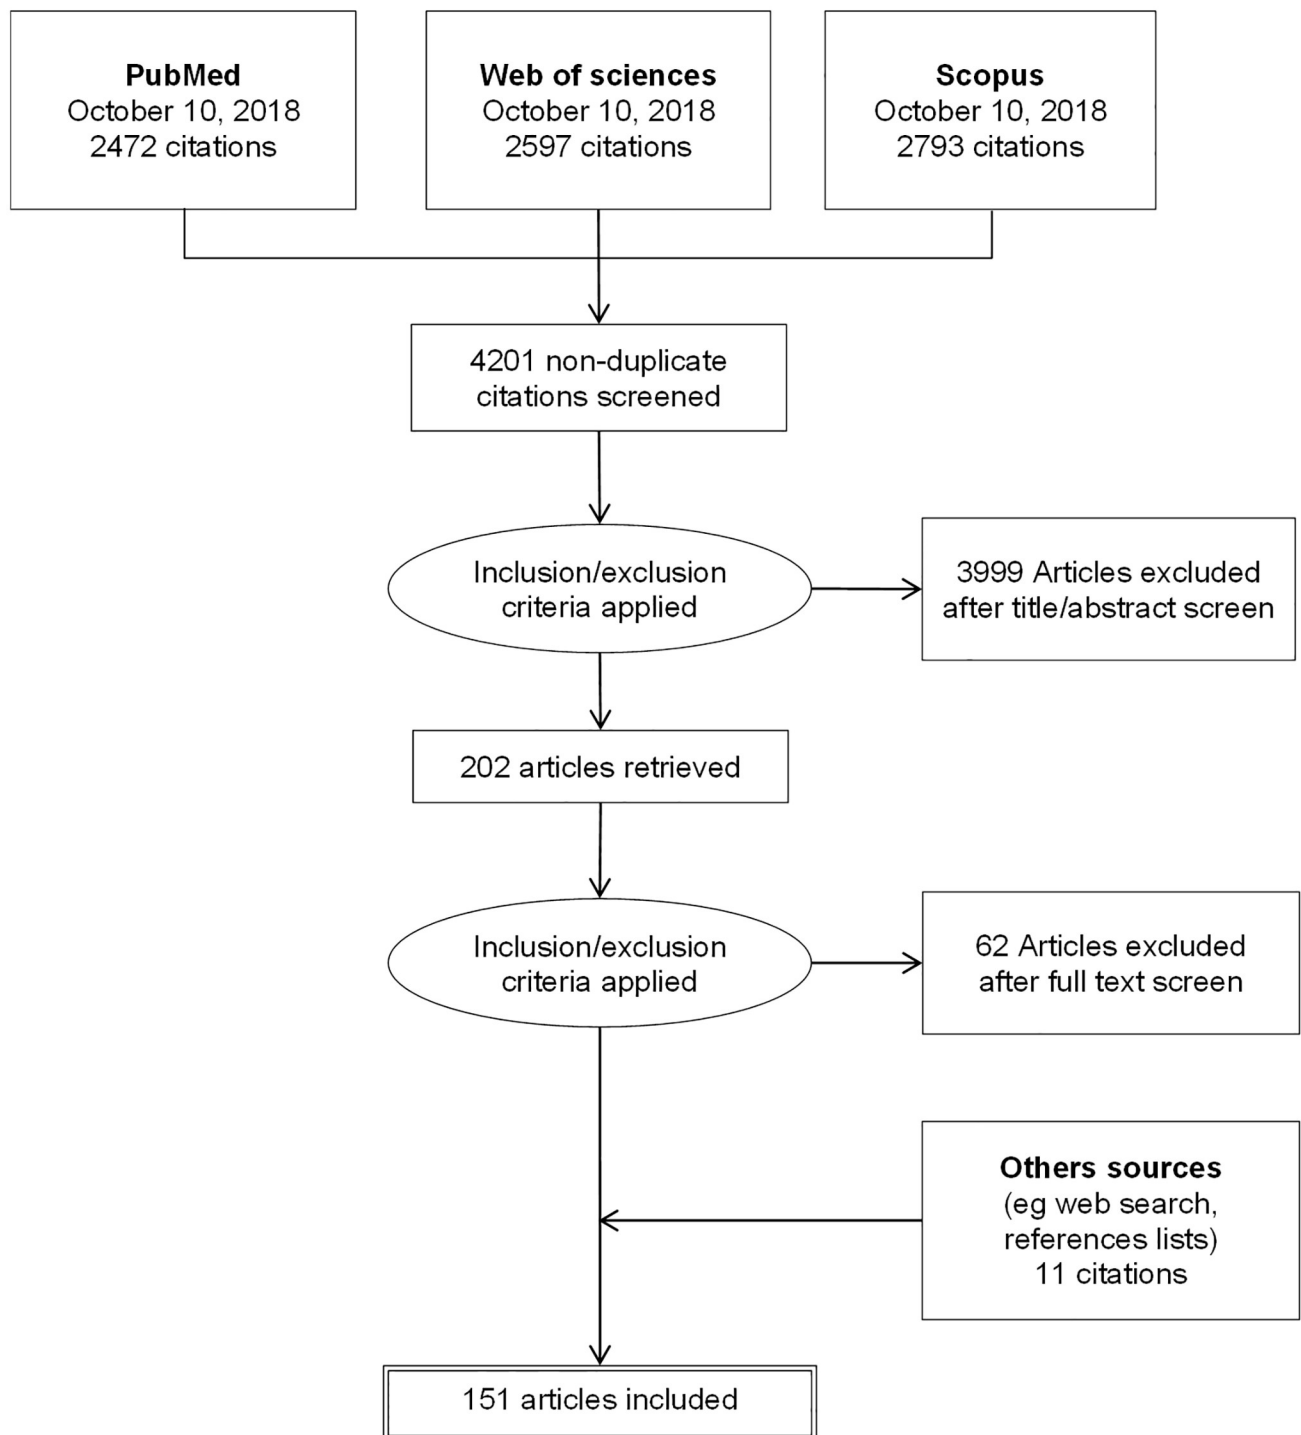 PubMed
October 10, 2018
2472 citations
Web of sciences
October 10, 2018
2597 citations
Scopus
October 10, 2018
2793 citations
4201 non-duplicate
citations screened
Inclusion/exclusion
criteria applied
3999 Articles excluded
after title/abstract screen
202 articles retrieved
Inclusion/exclusion
criteria applied
62 Articles excluded
after full text screen
Others sources
(eg web search,
references lists)
11 citations
151 articles included